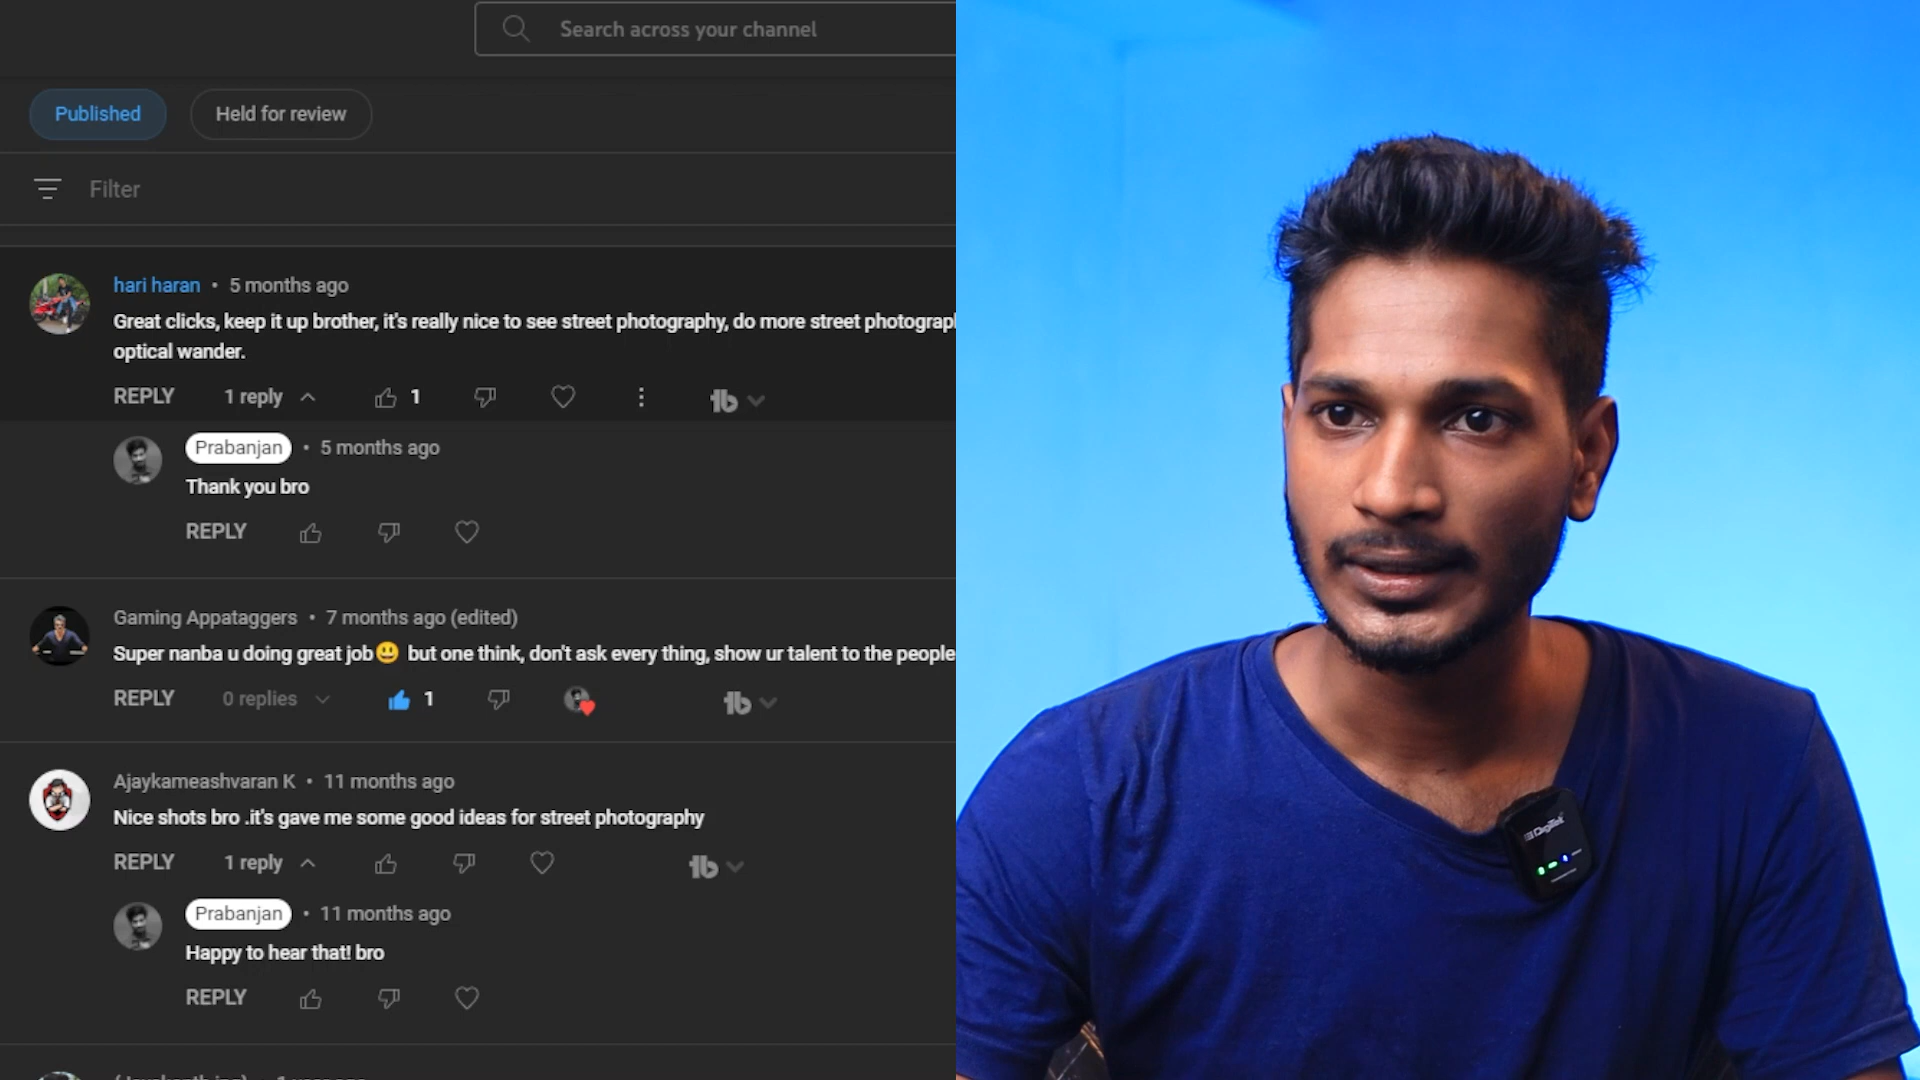 Search across your channel
Published
Held for review
Filter
hari haran • 5 months ago
Great clicks, keep it up brother, it's really nice to see street photography, do more street
optical wander.
REPLY 1 reply 1
Prabanjan • 5 months ago
Thank you bro
REPLY
Gaming Appataggers • 7 months ago (edited)
Super nanba u doing great job😃 but one think, don't ask every thing, show ur talent to the people
REPLY 0 replies 1
Ajaykameashvaran K • 11 months ago
Nice shots bro .it's gave me some good ideas for street photography
REPLY 1 reply
Prabanjan • 11 months ago
Happy to hear that! bro
REPLY
DigiTek